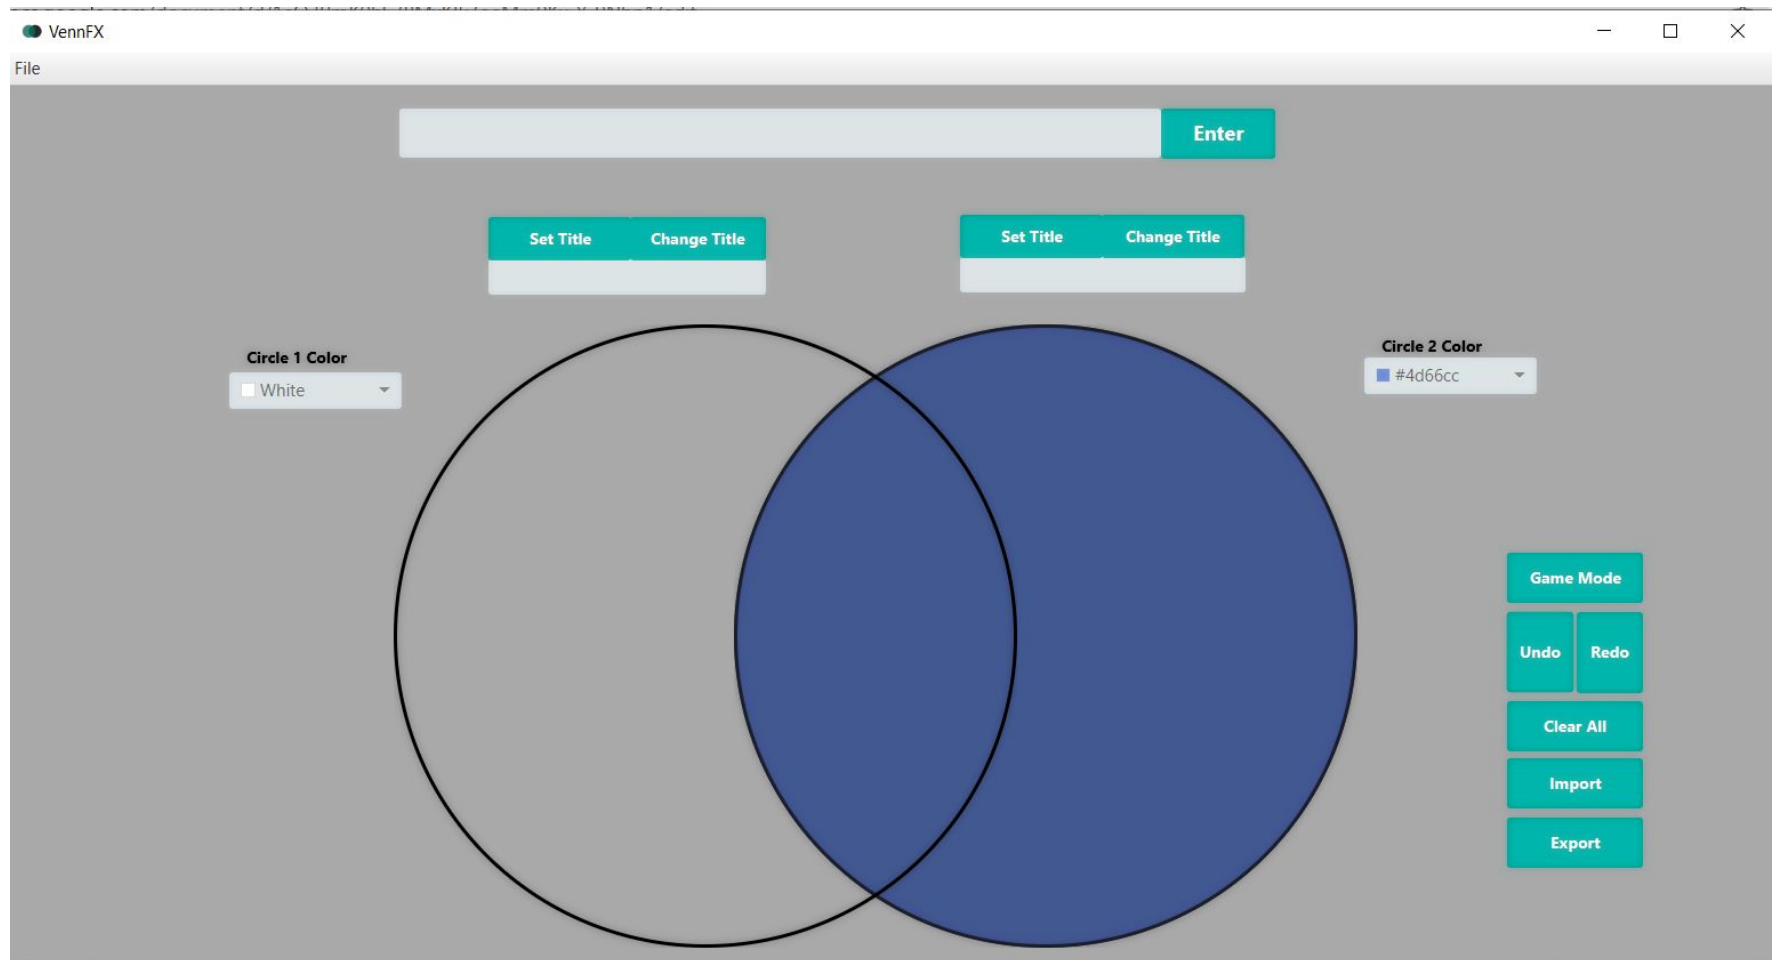 VennFX
File
Enter
Set Title Change Title
Set Title Change Title
Circle 1 Color
White
Circle 2 Color
#4d66cc
Game Mode
Undo Redo
Clear All
Import
Export